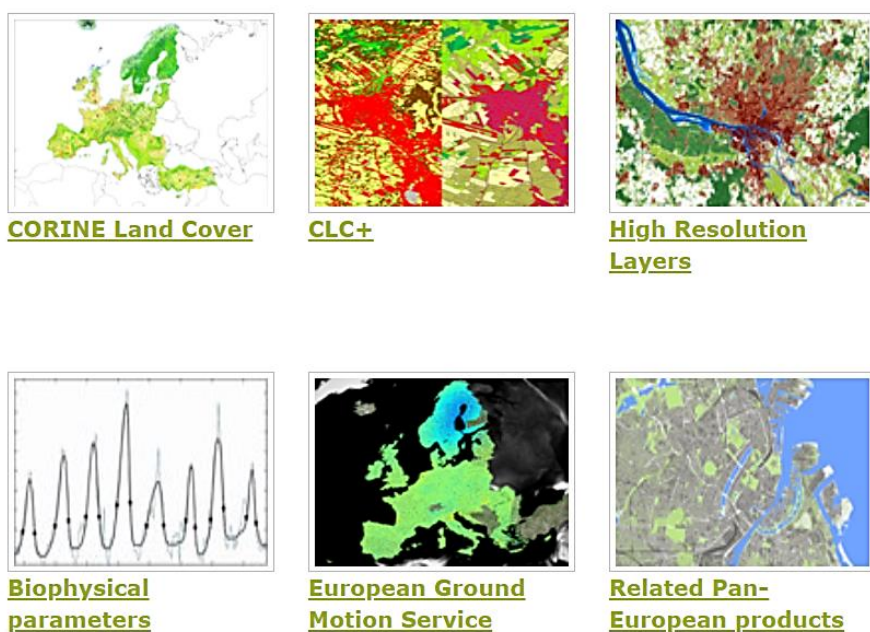 CORINE Land Cover
CLC+
High Resolution
Layers
Biophysical
parameters
European Ground
Motion Service
Related Pan-
European products